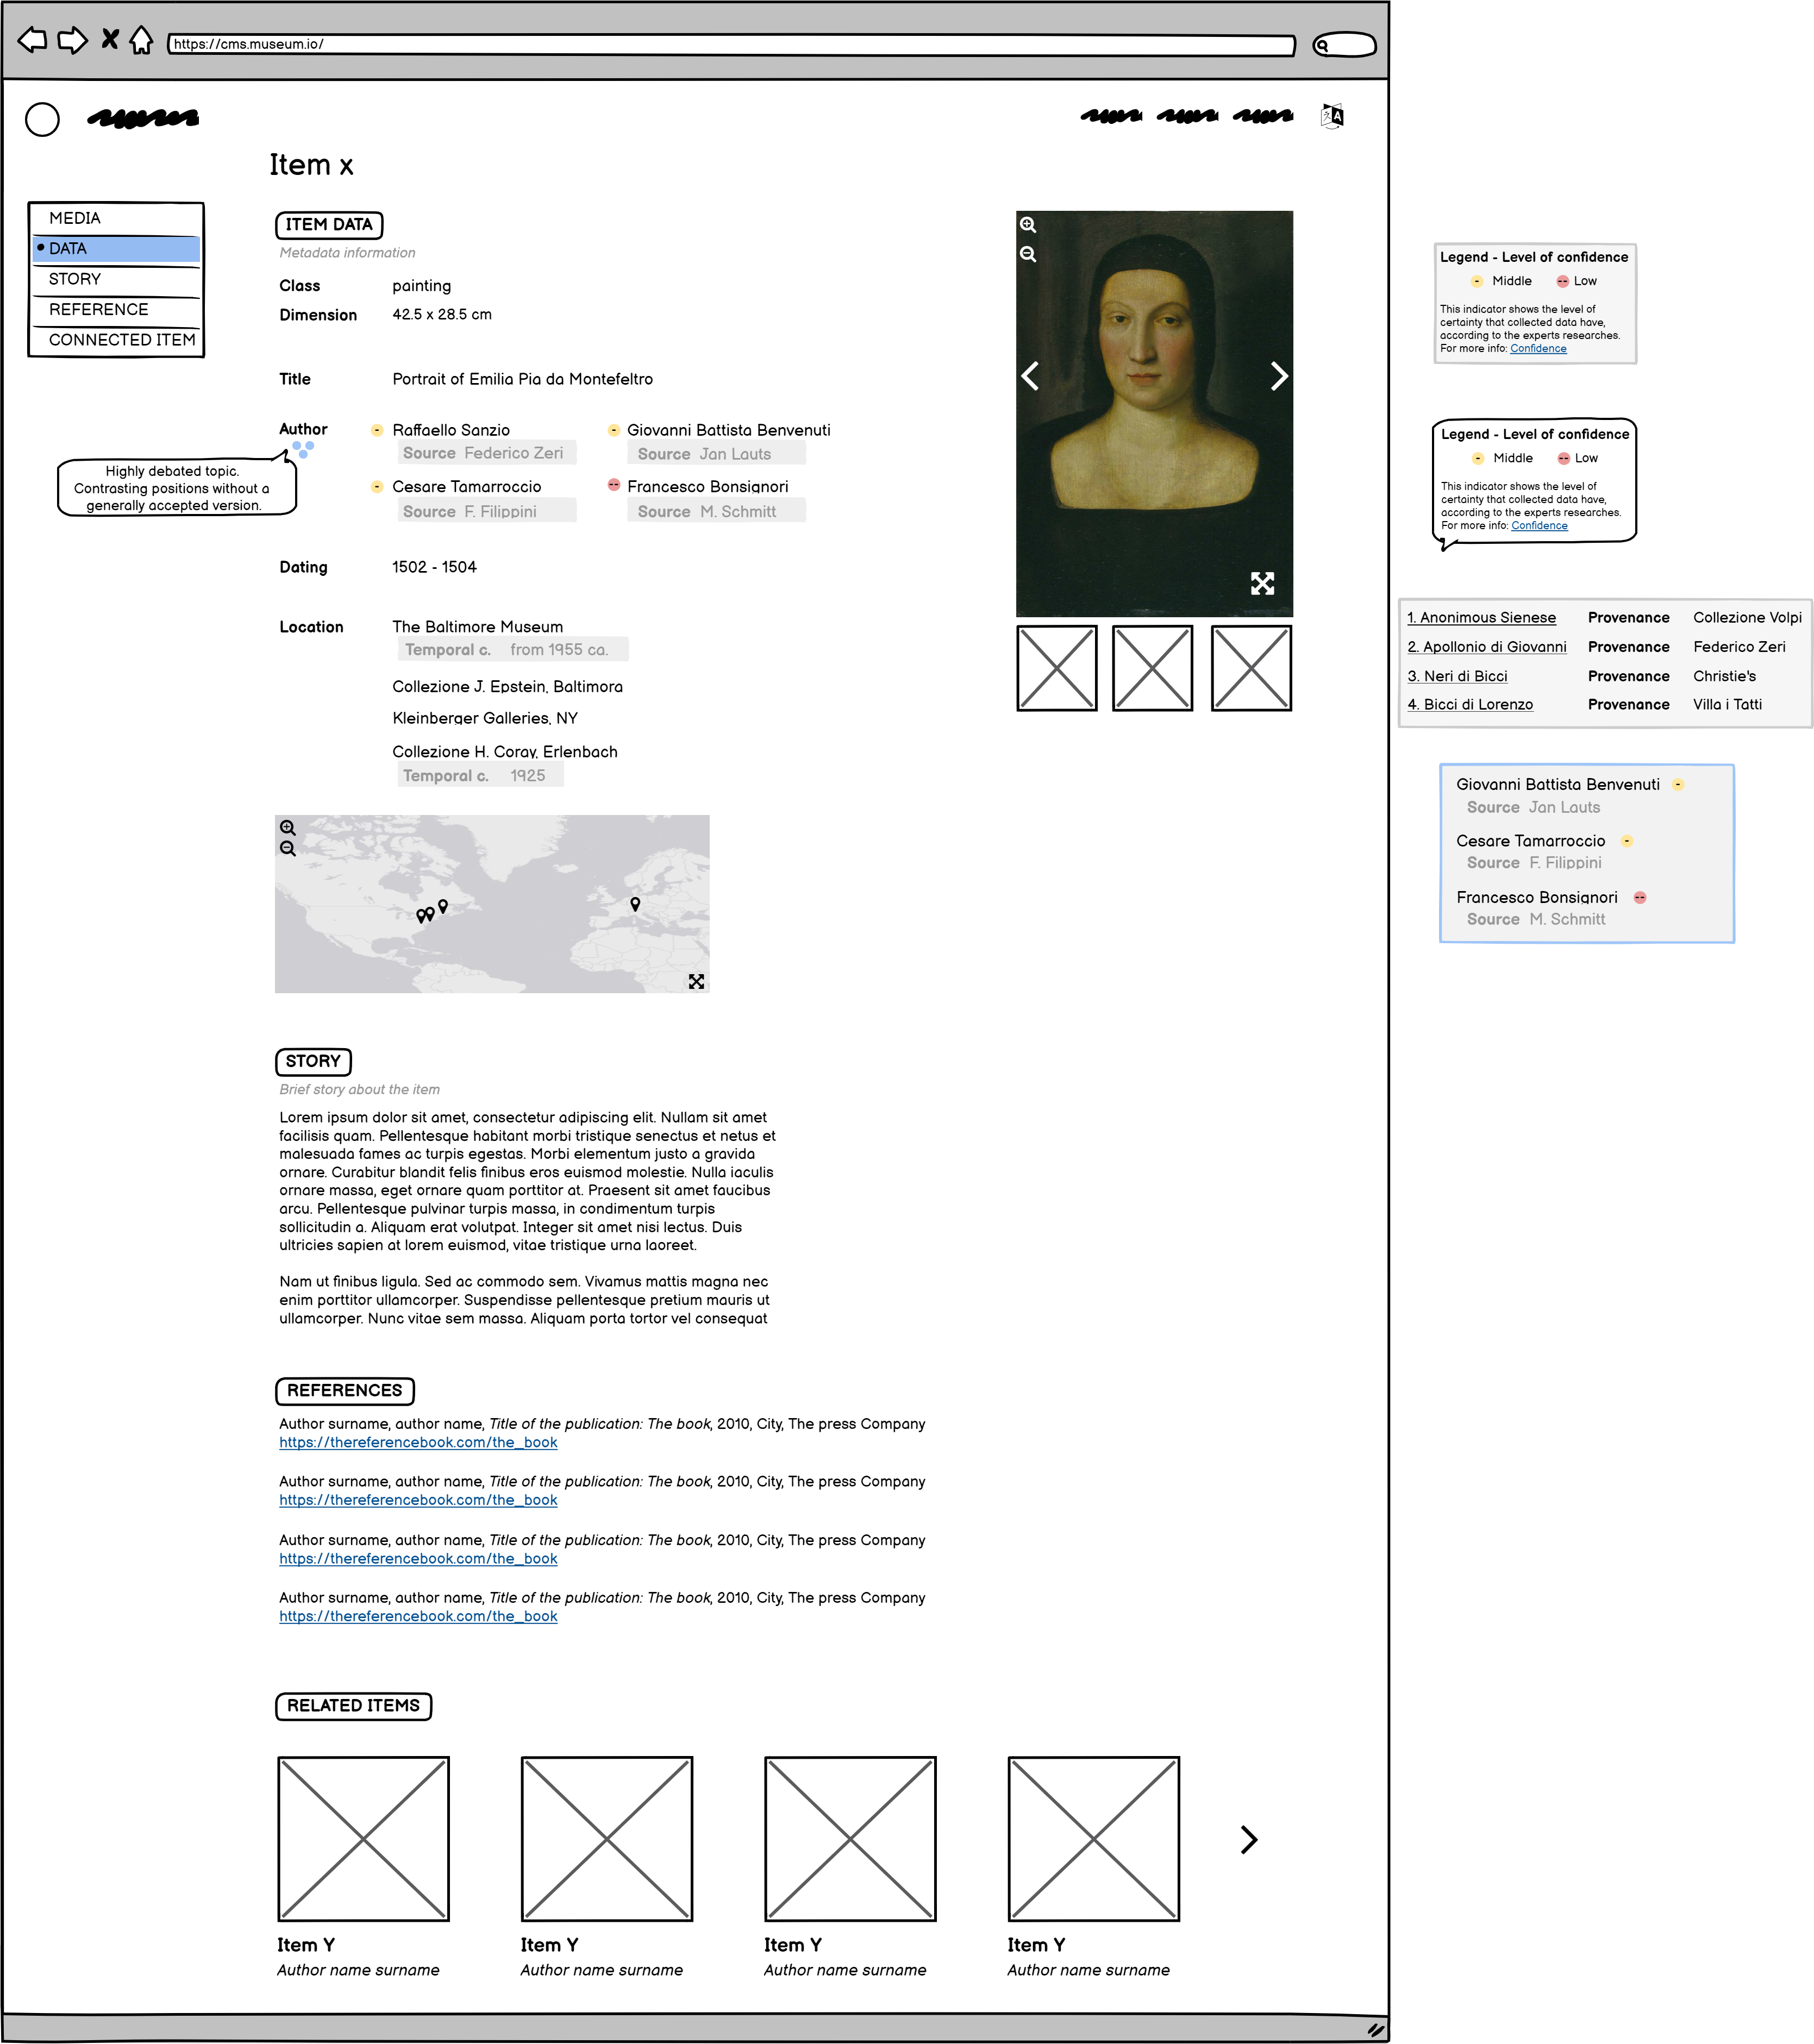 https://cms.museum.io/
A
Item x
MEDIA
DATA
STORY
REFERENCE
CONNECTED ITEM
ITEM DATA
Metadata information
Class painting
Dimension 42.5 x 28.5 cm
Title Portrait of Emilia Pia da Montefeltro
Author
- Raffaello Sanzio
Source Federico Zeri
- Giovanni Battista Benvenuti
Source Jan Lauts
- Cesare Tamarroccio
Source F. Filippini
-- Francesco Bonsignori
Source M. Schmitt
Highly debated topic.
Contrasting positions without a
generally accepted version.
Dating 1502 - 1504
Location The Baltimore Museum
Temporal c. from 1955 ca.
Collezione J. Epstein, Baltimora
Kleinberger Galleries, NY
Collezione H. Coray, Erlenbach
Temporal c. 1925
STORY
Brief story about the item
Lorem ipsum dolor sit amet, consectetur adipiscing elit. Nullam sit amet
facilisis quam. Pellentesque habitant morbi tristique senectus et netus et
malesuada fames ac turpis egestas. Morbi elementum justo a gravida
ornare. Curabitur blandit felis finibus eros euismod molestie. Nulla iaculis
ornare massa, eget ornare quam porttitor at. Praesent sit amet faucibus
arcu. Pellentesque pulvinar turpis massa, in condimentum turpis
sollicitudin a. Aliquam erat volutpat. Integer sit amet nisi lectus. Duis
ultricies sapien at lorem euismod, vitae tristique urna laoreet.
Nam ut finibus ligula. Sed ac commodo sem. Vivamus mattis magna nec
enim porttitor ullamcorper. Suspendisse pellentesque pretium mauris ut
ullamcorper. Nunc vitae sem massa. Aliquam porta tortor vel consequat
REFERENCES
Author surname, author name, Title of the publication: The book, 2010, City, The press Company
https://thereferencebook.com/the_book
Author surname, author name, Title of the publication: The book, 2010, City, The press Company
https://thereferencebook.com/the_book
Author surname, author name, Title of the publication: The book, 2010, City, The press Company
https://thereferencebook.com/the_book
Author surname, author name, Title of the publication: The book, 2010, City, The press Company
https://thereferencebook.com/the_book
RELATED ITEMS
Item Y
Author name surname
Item Y
Author name surname
Item Y
Author name surname
Item Y
Author name surname
Legend - Level of confidence
- Middle -- Low
This indicator shows the level of
certainty that collected data have,
according to the experts researches.
For more info: Confidence
Legend - Level of confidence
- Middle -- Low
This indicator shows the level of
certainty that collected data have,
according to the experts researches.
For more info: Confidence
1. Anonimous Sienese Provenance Collezione Volpi
2. Apollonio di Giovanni Provenance Federico Zeri
3. Neri di Bicci Provenance Christie's
4. Bicci di Lorenzo Provenance Villa i Tatti
Giovanni Battista Benvenuti -
Source Jan Lauts
Cesare Tamarroccio -
Source F. Filippini
Francesco Bonsignori --
Source M. Schmitt